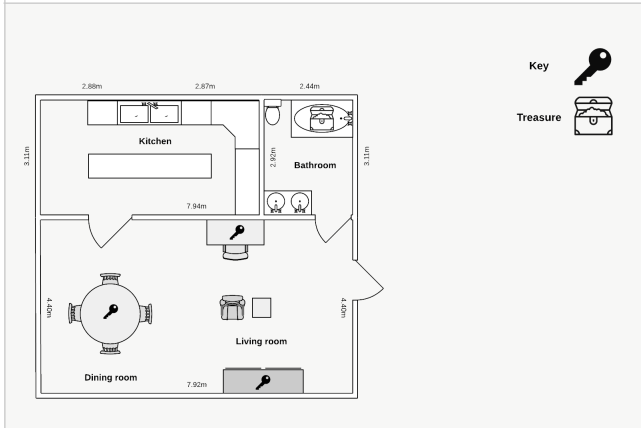 Key
Treasure
2.88m
2.87m
2.44m
Kitchen
3.11m
2.92m
3.11m
Bathroom
7.94m
4.40m
4.40m
Living room
Dining room
7.92m